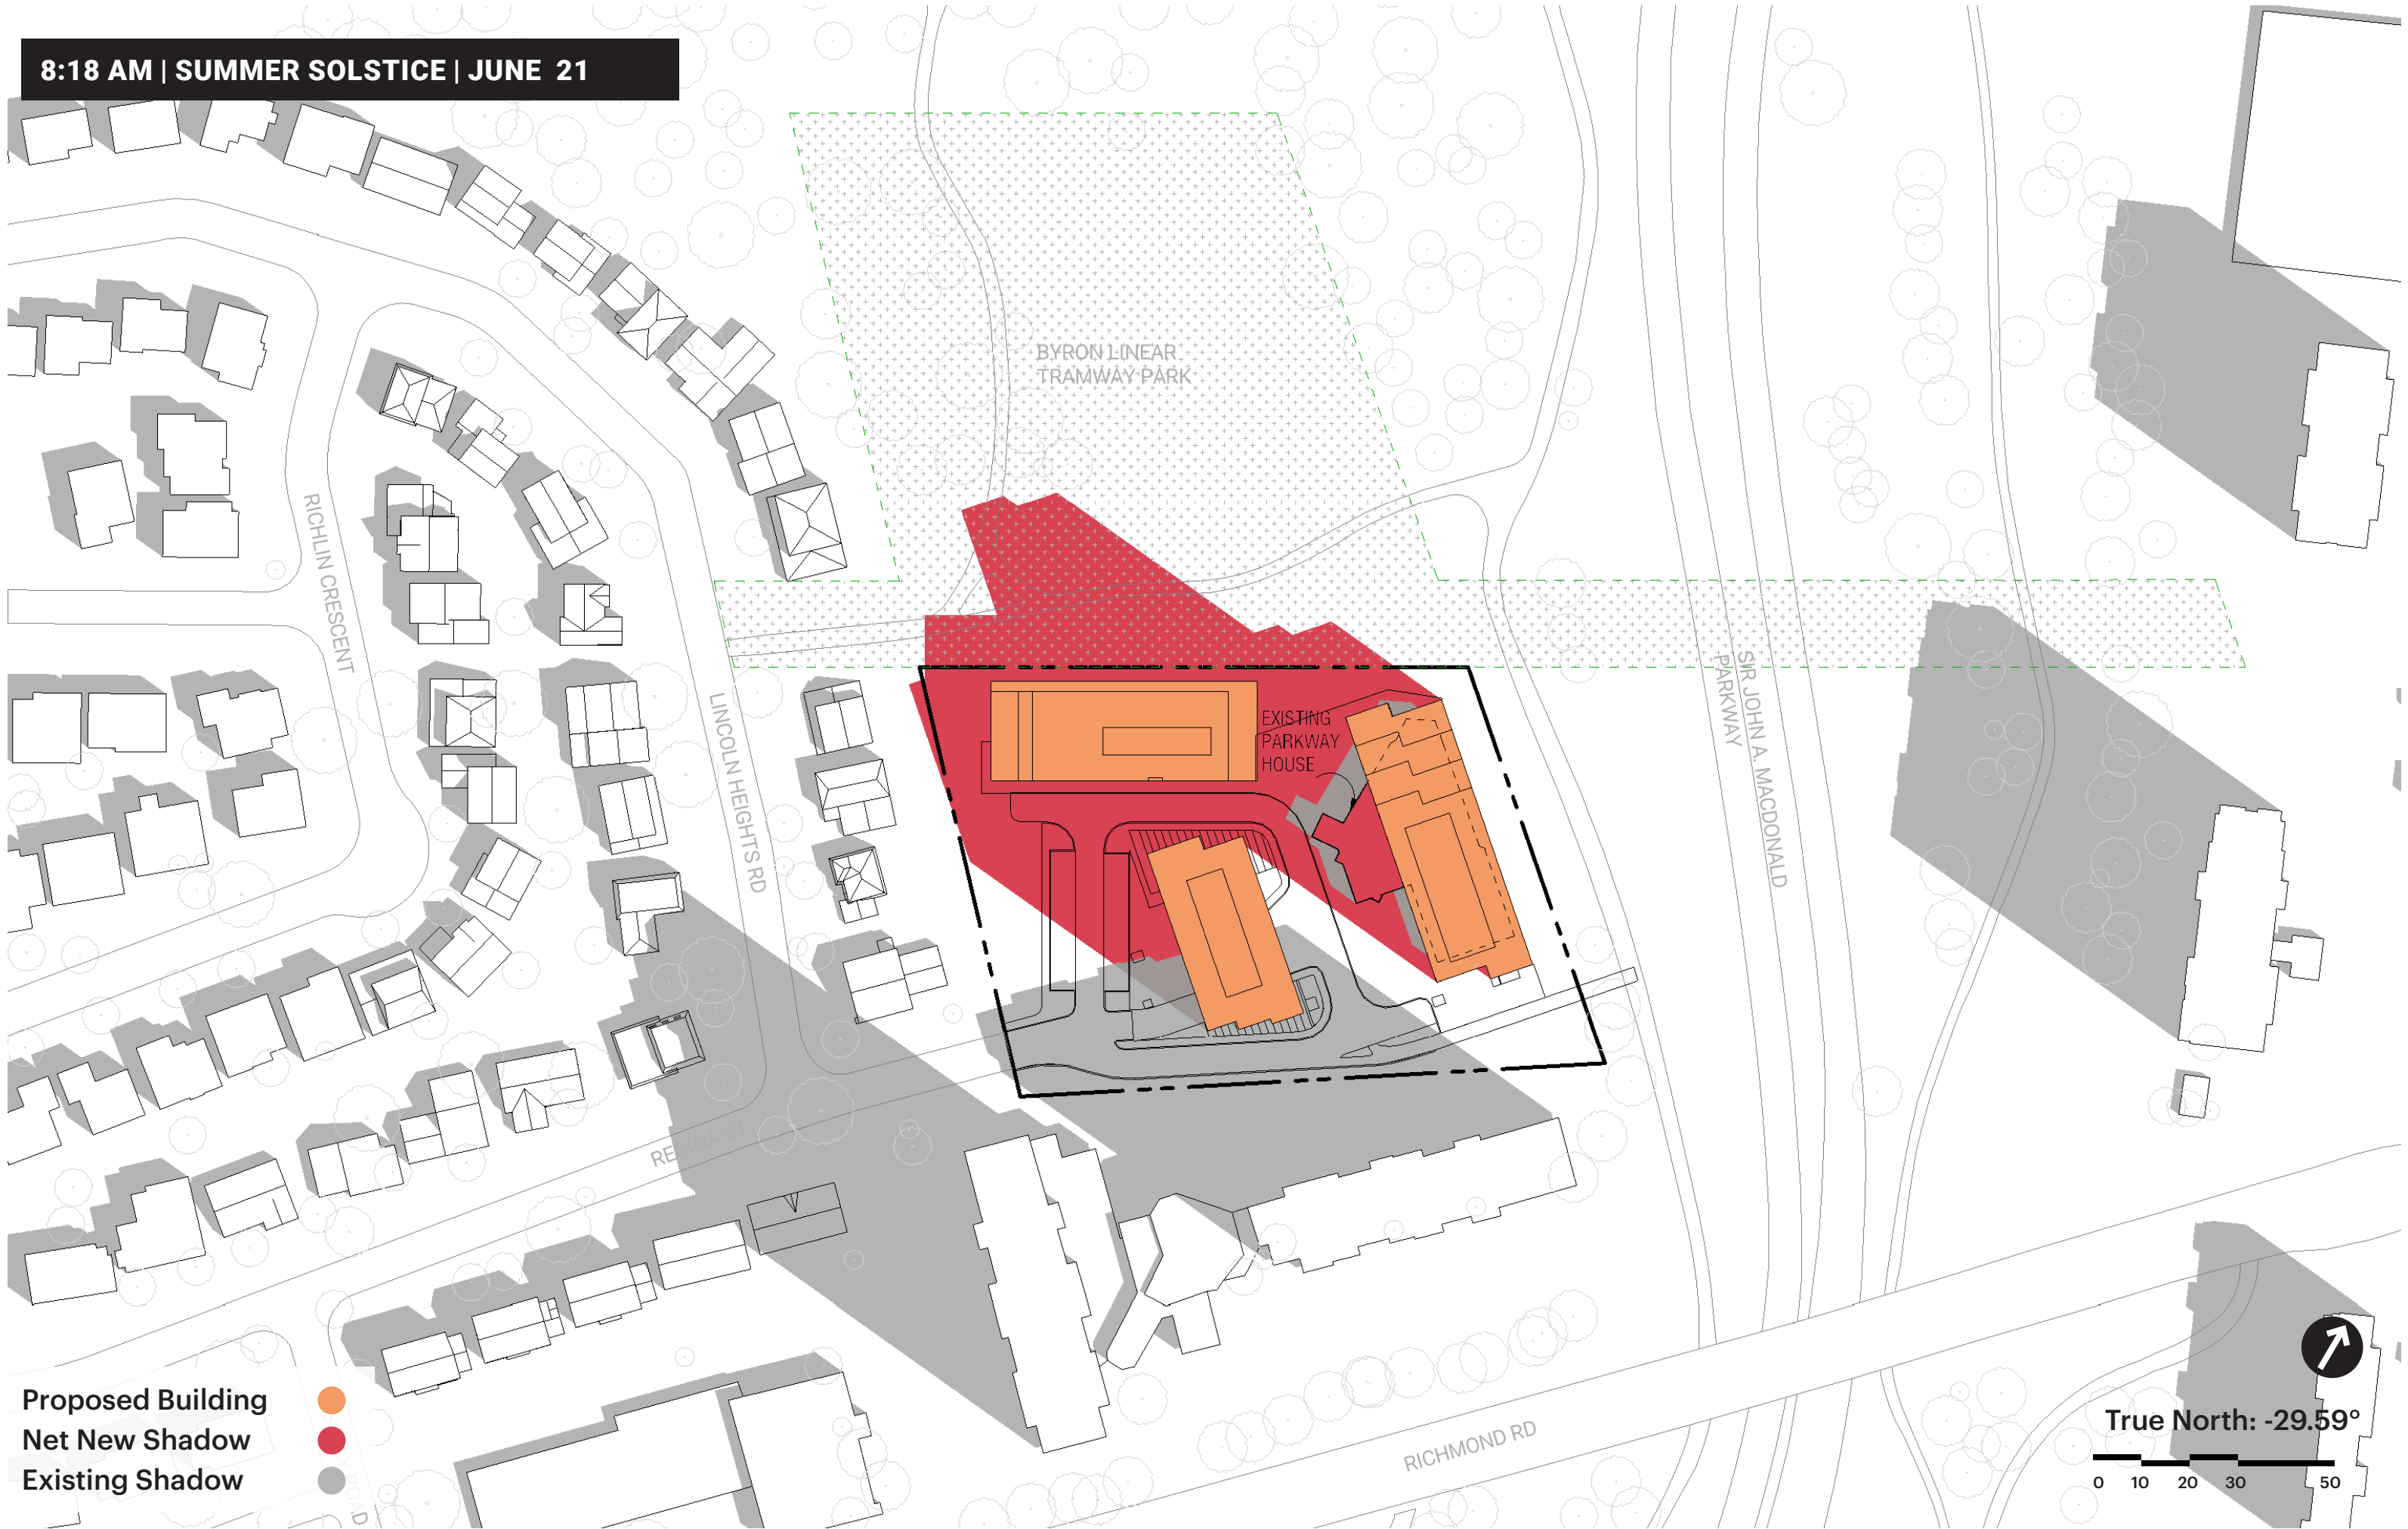 8:18 AM | SUMMER SOLSTICE | JUNE 21
BYRON LINEAR
TRAMWAY PARK
RICHLIN CRESCENT
LINCOLN HEIGHTS RD
EXISTING
PARKWAY
HOUSE
SIR JOHN A. MACDONALD
PARKWAY
REGINA ST
RICHMOND RD
Proposed Building
Net New Shadow
Existing Shadow
True North: -29.59°
0 10 20 30 50